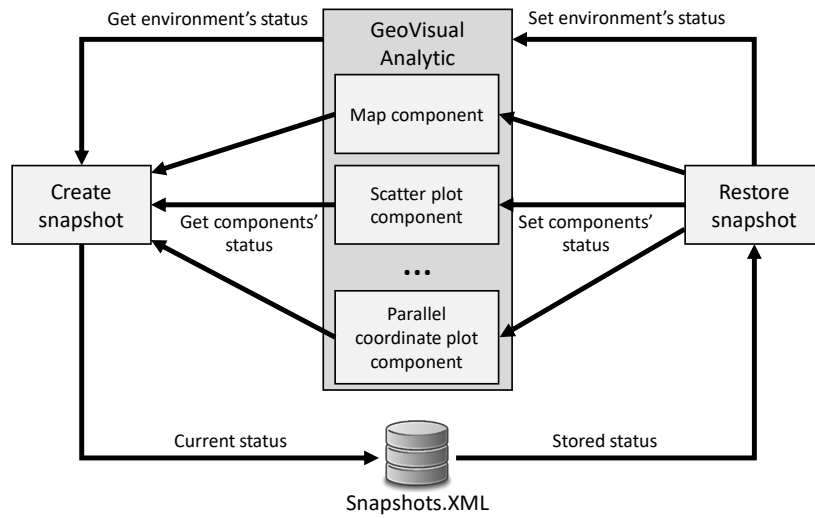 Get environment’s status
GeoVisual
Analytic
Set environment’s status
Map component
Create
snapshot
Scatter plot
component
Restore
snapshot
Get components’
status
Set components’
status
...
Parallel
coordinate plot
component
Current status
Stored status
Snapshots.XML